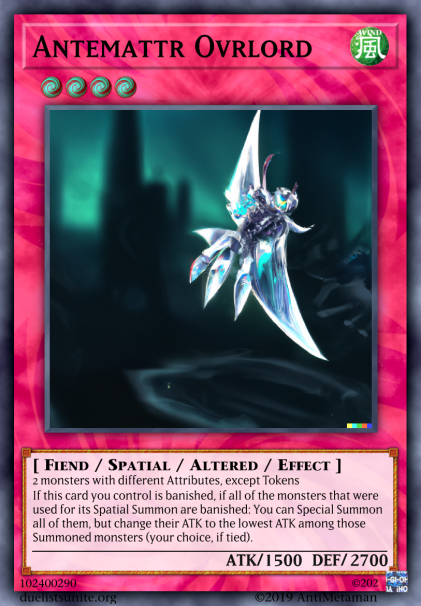 ANTEMATTR OVRLORD
WIND
風
[ FIEND / SPATIAL / ALTERED / EFFECT ]
2 monsters with different Attributes, except Tokens
If this card you control is banished, if all of the monsters that were
used for its Spatial Summon are banished: You can Special Summon
all of them, but change their ATK to the lowest ATK among those
Summoned monsters (your choice, if tied).
ATK/1500 DEF/2700
102400290
©202
duelistsunite.org
©2019 AntiMetaman